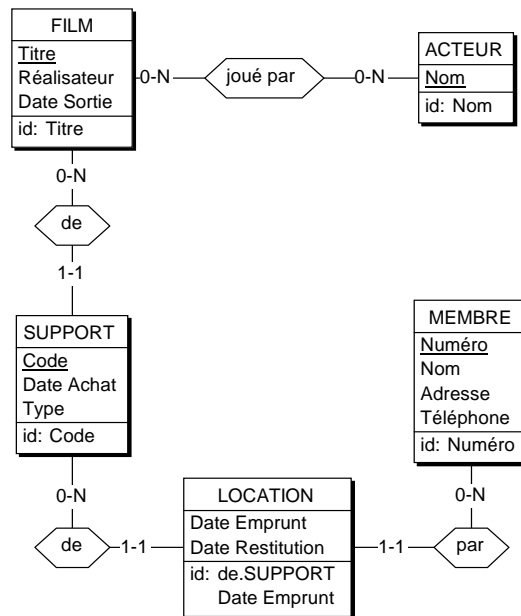 FILM
Titre
Réalisateur
Date Sortie
id: Titre
0-N
joué par
0-N
ACTEUR
Nom
id: Nom
0-N
de
1-1
SUPPORT
Code
Date Achat
Type
id: Code
MEMBRE
Numéro
Nom
Adresse
Téléphone
id: Numéro
0-N
de
1-1
LOCATION
Date Emprunt
Date Restitution
id: de.SUPPORT
Date Emprunt
1-1
par
0-N